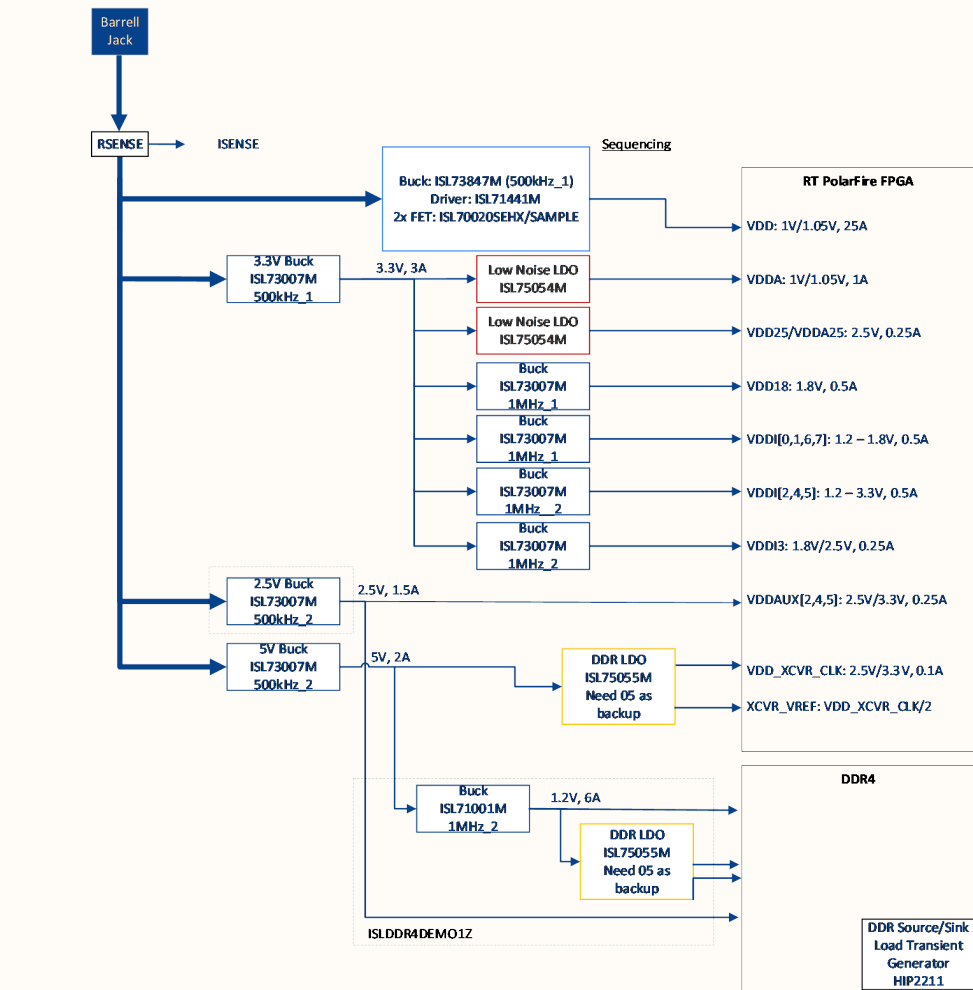 Barrell
Jack
RSENSE
ISENSE
Sequencing
Buck: ISL73847M (500kHz_1)
Driver: ISL71441M
2x FET: ISL70020SEHX/SAMPLE
RT PolarFire FPGA
VDD: 1V/1.05V, 25A
3.3V Buck
ISL73007M
500kHz_1
3.3V, 3A
Low Noise LDO
ISL75054M
VDDA: 1V/1.05V, 1A
Low Noise LDO
ISL75054M
VDD25/VDDA25: 2.5V, 0.25A
Buck
ISL73007M
1MHz_1
VDD18: 1.8V, 0.5A
Buck
ISL73007M
1MHz_1
VDDI[0,1,6,7]: 1.2 – 1.8V, 0.5A
Buck
ISL73007M
1MHz__2
VDDI[2,4,5]: 1.2 – 3.3V, 0.5A
Buck
ISL73007M
1MHz_2
VDDI3: 1.8V/2.5V, 0.25A
2.5V Buck
ISL73007M
500kHz_2
2.5V, 1.5A
VDDAUX[2,4,5]: 2.5V/3.3V, 0.25A
5V Buck
ISL73007M
500kHz_2
5V, 2A
DDR LDO
ISL75055M
Need 05 as
backup
VDD_XCVR_CLK: 2.5V/3.3V, 0.1A
XCVR_VREF: VDD_XCVR_CLK/2
DDR4
Buck
ISL71001M
1MHz_2
1.2V, 6A
DDR LDO
ISL75055M
Need 05 as
backup
ISLDDR4DEMO1Z
DDR Source/Sink
Load Transient
Generator
HIP2211